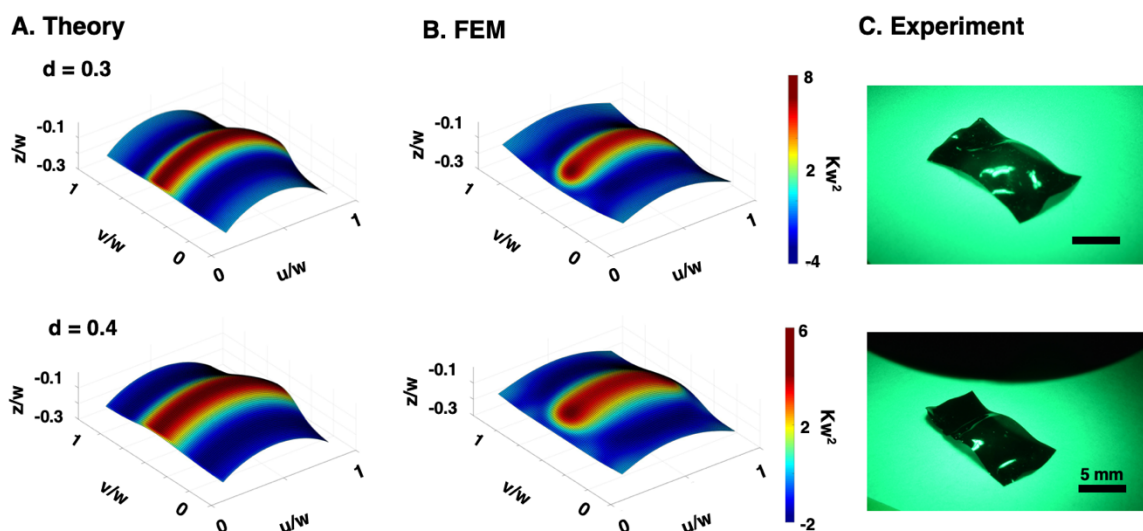 A. Theory
B. FEM
C. Experiment
d = 0.3
-0.1
-0.3
z/w
1
0
v/w
0
1
u/w
-0.1
-0.3
z/w
1
0
v/w
0
1
u/w
8
2
-4
Kw²
d = 0.4
-0.1
-0.3
z/w
1
0
v/w
0
1
u/w
-0.1
-0.3
z/w
1
0
v/w
0
1
u/w
6
2
-2
Kw²
5 mm